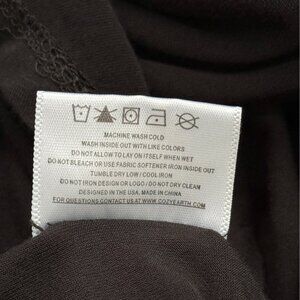 MACHINE WASH COLD
WASH INSIDE OUT WITH LIKE COLORS
DO NOT ALLOW TO LAY ON ITSELF WHEN WET
DO NOT BLEACH OR USE FABRIC SOFTENER IRON INSIDE OUT
TUMBLE DRY LOW / COOL IRON
DO NOT IRON DESIGN OR LOGO / DO NOT DRY CLEAN
DESIGNED IN THE USA. MADE IN CHINA
FOR QUESTIONS CONTACT US AT WWW.COZYEARTH.COM